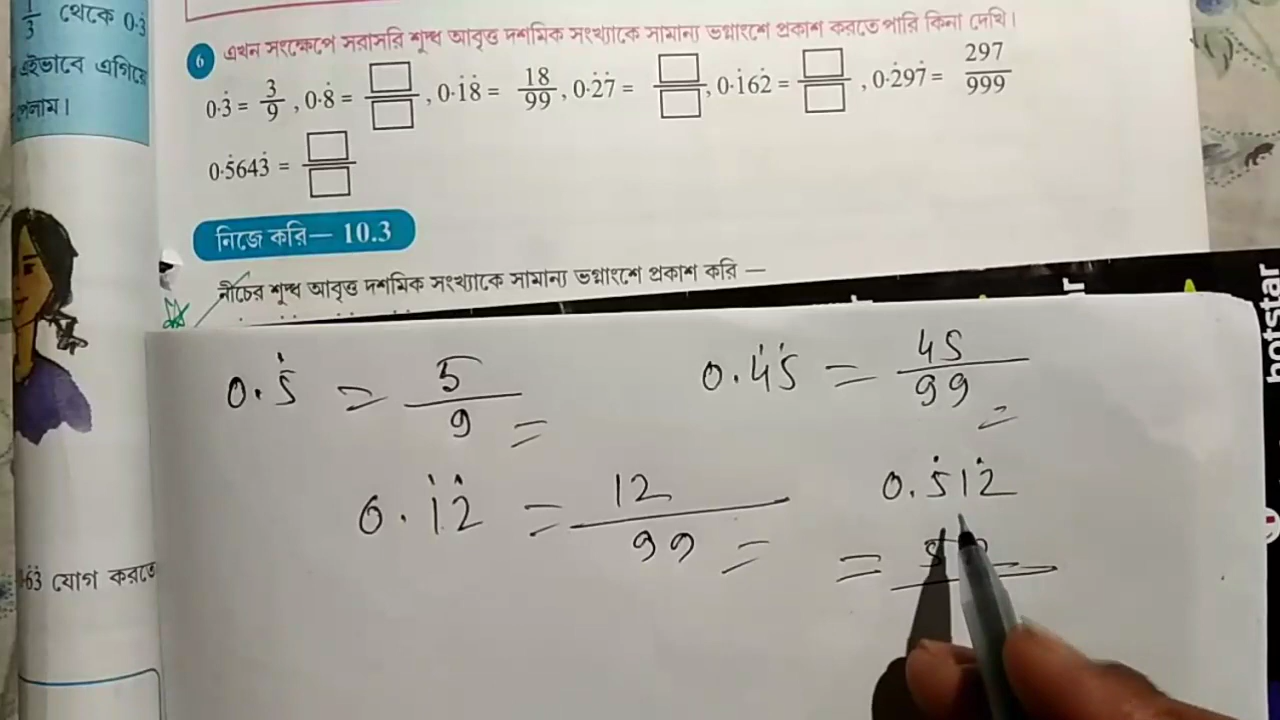 1/3 থেকে 0·3̇
এইভাবে এগিয়ে
পেলাম।
6 এখন সংক্ষেপে সরাসরি শুদ্ধ আবৃত্ত দশমিক সংখ্যাকে সামান্য ভগ্নাংশে প্রকাশ করতে পারি কিনা দেখি।
0·3̇ = 3/9 , 0·8̇ = □/□ , 0·1̇8̇ = 18/99 , 0·2̇7̇ = □/□ , 0·1̇62̇ = □/□ , 0·2̇97̇ = 297/999
0·5̇643̇ = □/□
নিজে করি— 10.3
নীচের শুদ্ধ আবৃত্ত দশমিক সংখ্যাকে সামান্য ভগ্নাংশে প্রকাশ করি —
0.5̇ = 5/9 =
0.4̇5̇ = 45/99 =
0.1̇2̇ = 12/99 =
0.5̇12̇
=
যোগ করতে
hotstar